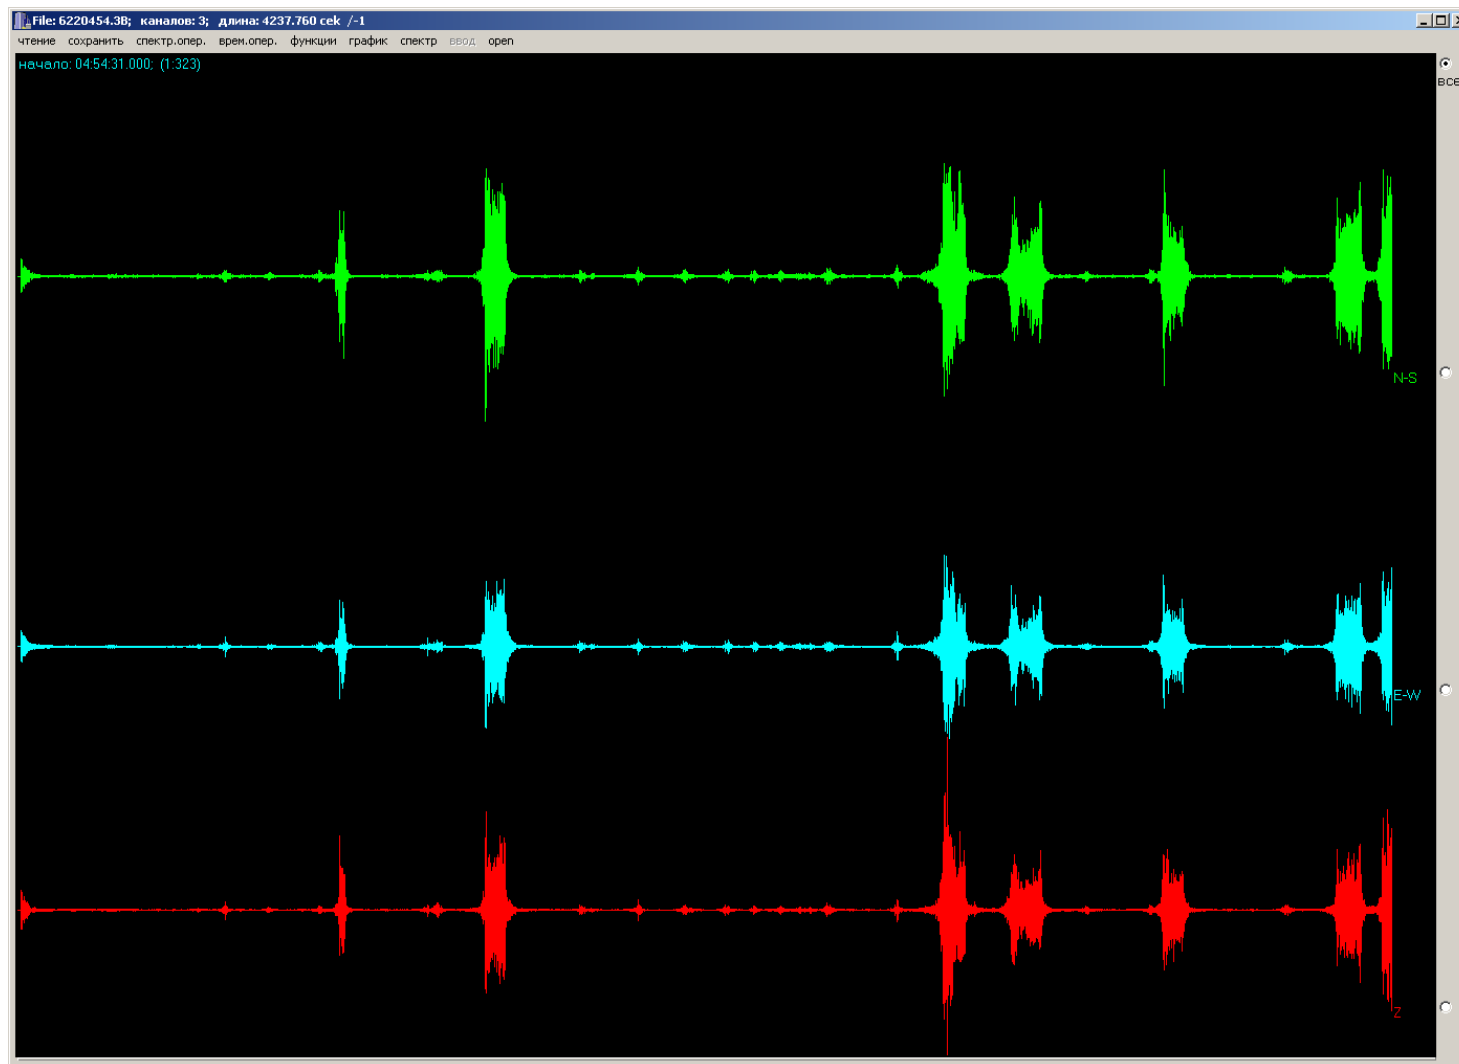 File: 6220454.3B; каналов: 3; длина: 4237.760 сек /-1
чтение сохранить спектр.опер. врем.опер. функции график спектр ввод open
начало: 04:54:31.000; (1:323)
все
N-S
E-W
Z